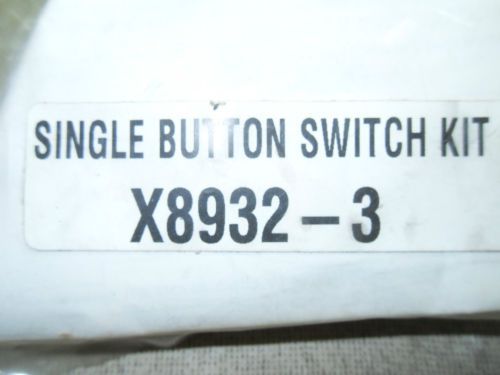 SINGLE BUTTON SWITCH KIT
X8932-3